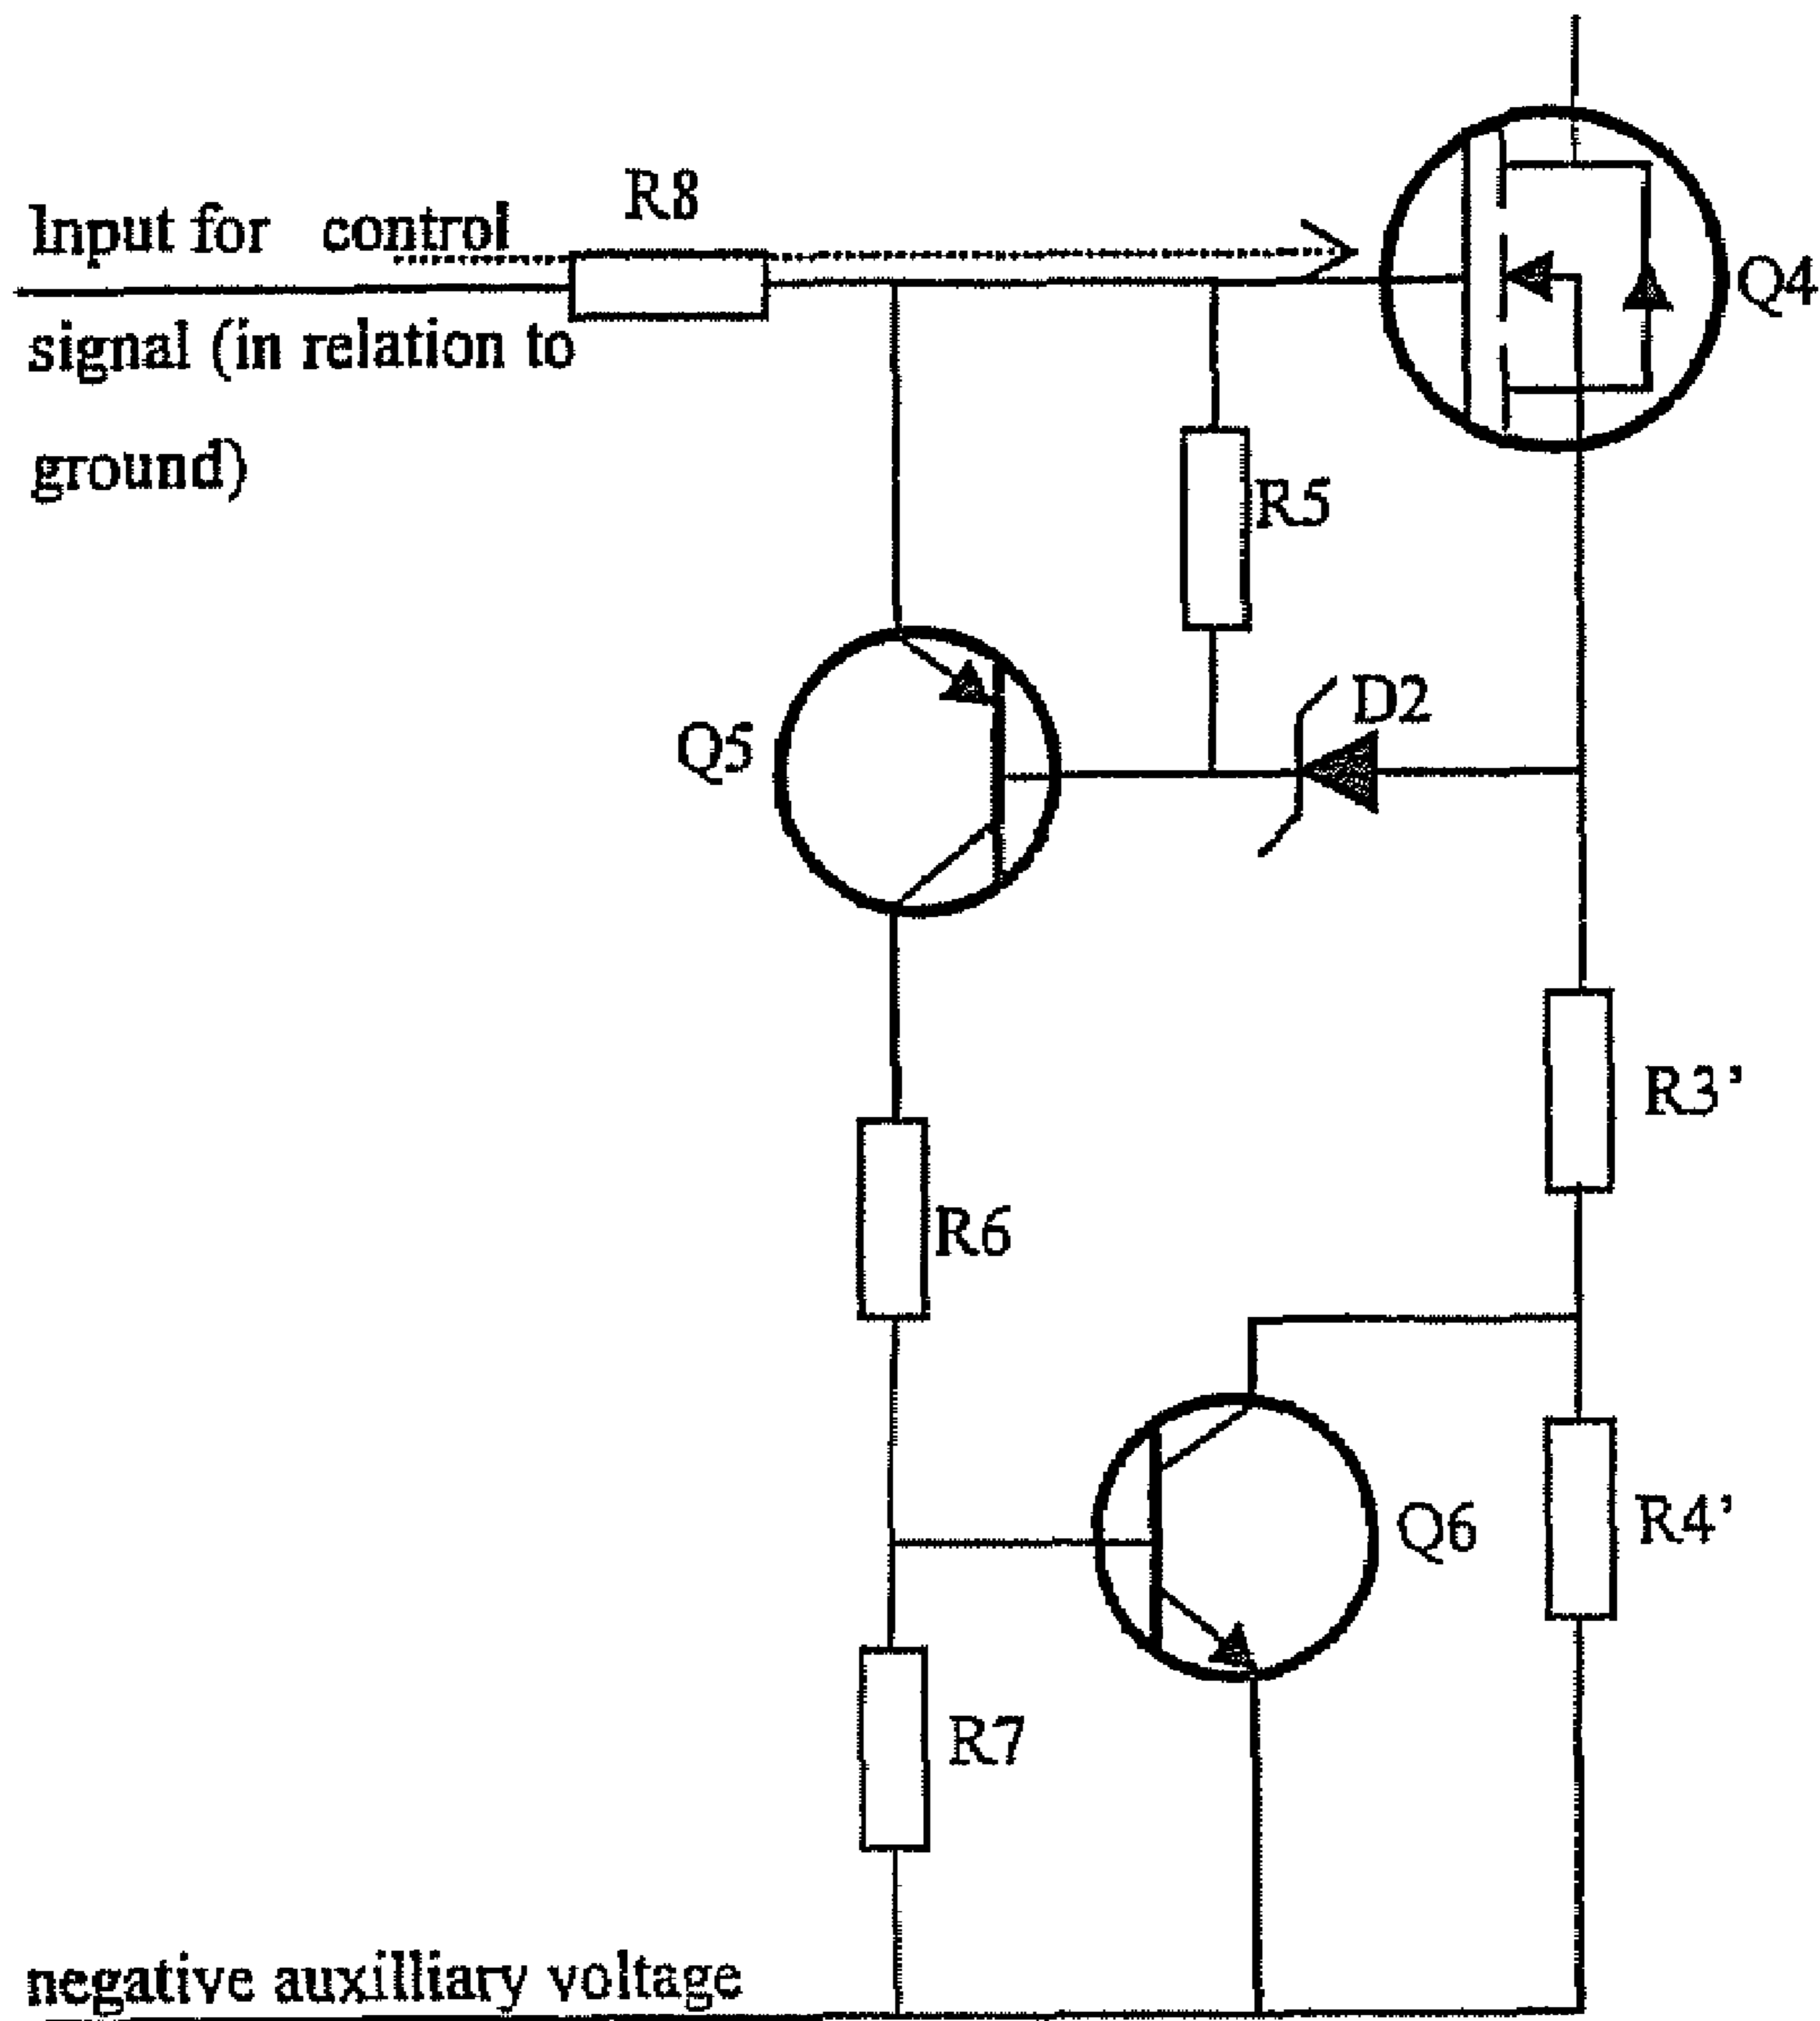 R8
Input for control
signal (in relation to
ground)
Q4
R5
D2
Q5
R3’
R6
R4’
Q6
R7
negative auxilliary voltage